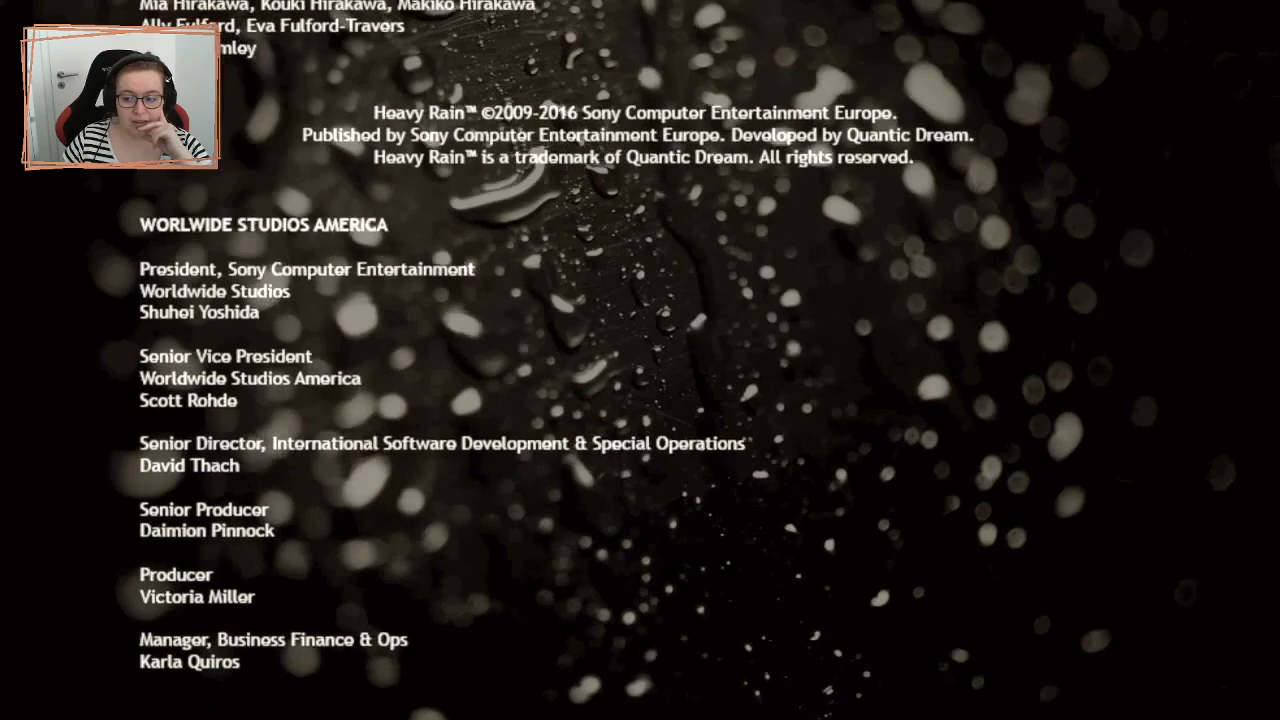 Mia Hirakawa, Kouki Hirakawa, Makiko Hirakawa
Ally Fulford, Eva Fulford-Travers
Heavy Rain™ ©2009-2016 Sony Computer Entertainment Europe.
Published by Sony Computer Entertainment Europe. Developed by Quantic Dream.
Heavy Rain™ is a trademark of Quantic Dream. All rights reserved.
WORLWIDE STUDIOS AMERICA
President, Sony Computer Entertainment
Worldwide Studios
Shuhei Yoshida
Senior Vice President
Worldwide Studios America
Scott Rohde
Senior Director, International Software Development & Special Operations
David Thach
Senior Producer
Daimion Pinnock
Producer
Victoria Miller
Manager, Business Finance & Ops
Karla Quiros